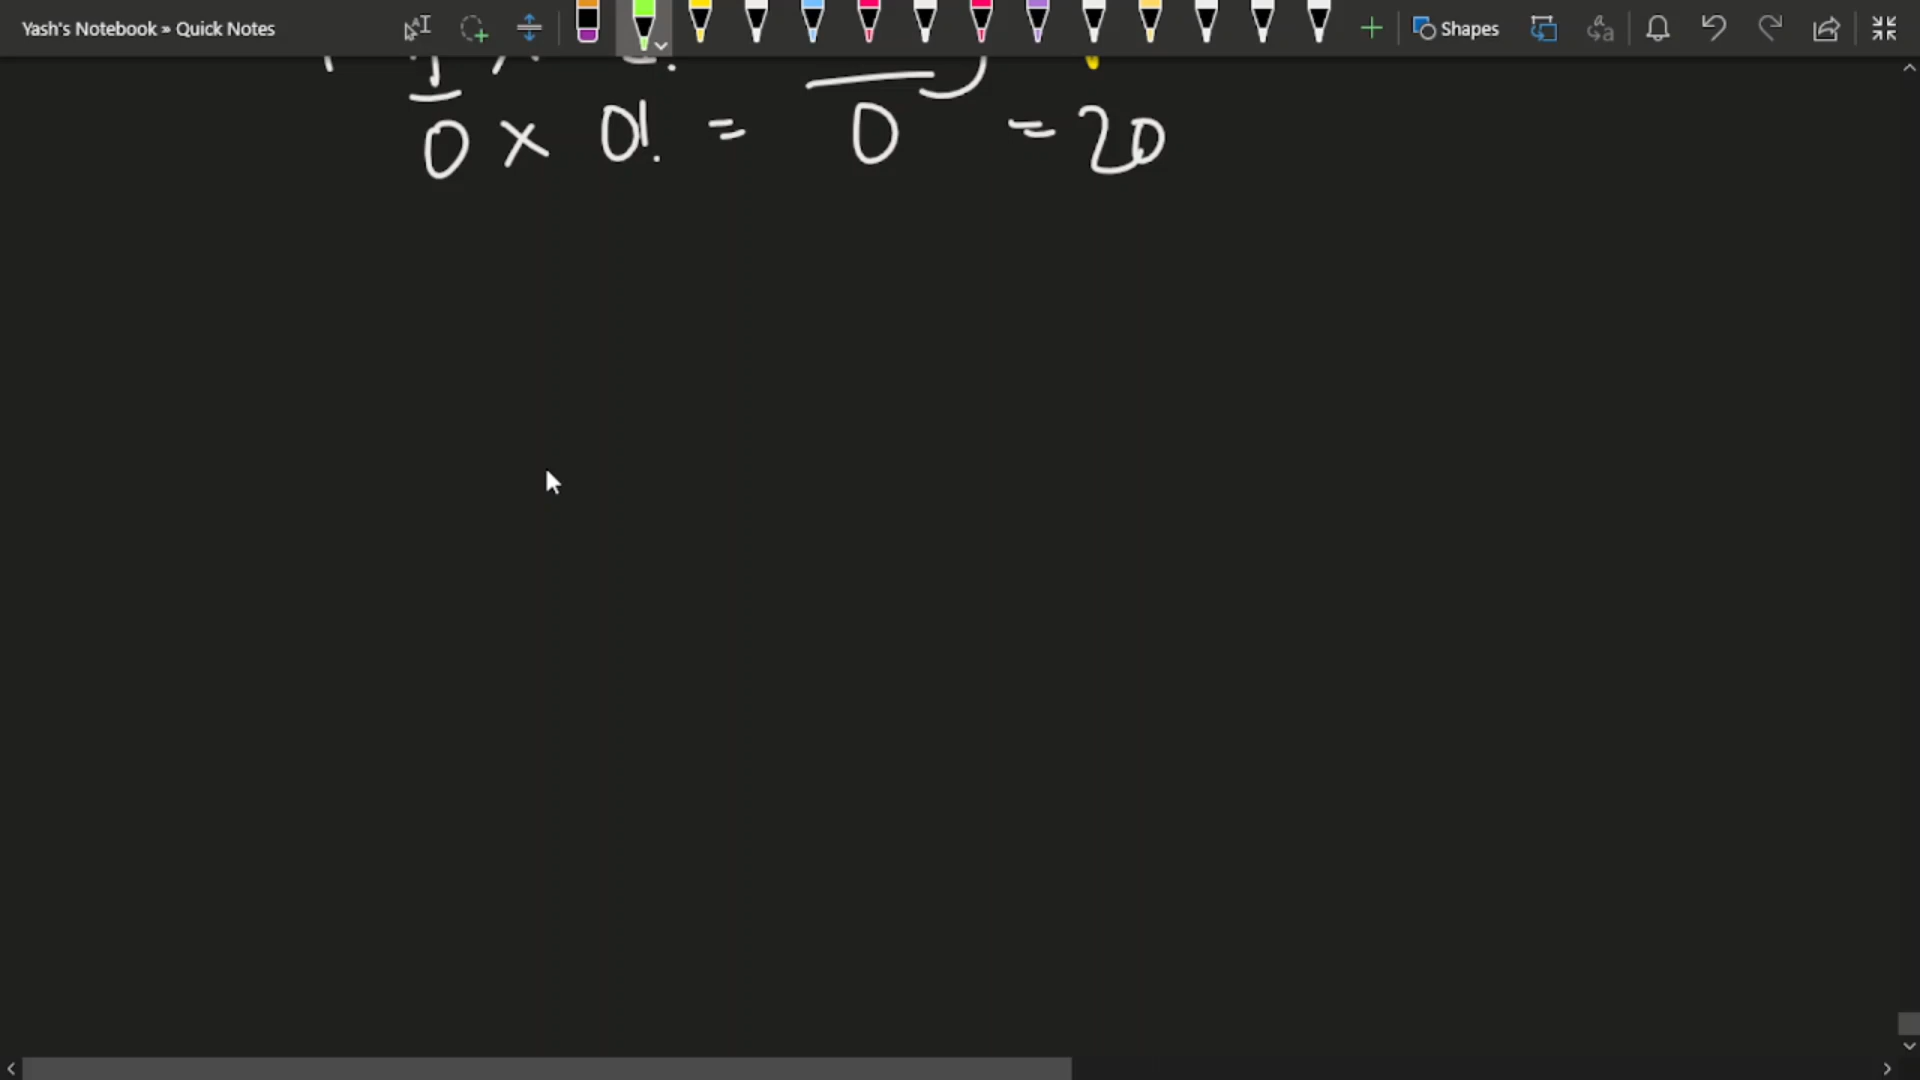 Yash's Notebook » Quick Notes
Shapes
0 × 0! = 0 = 20